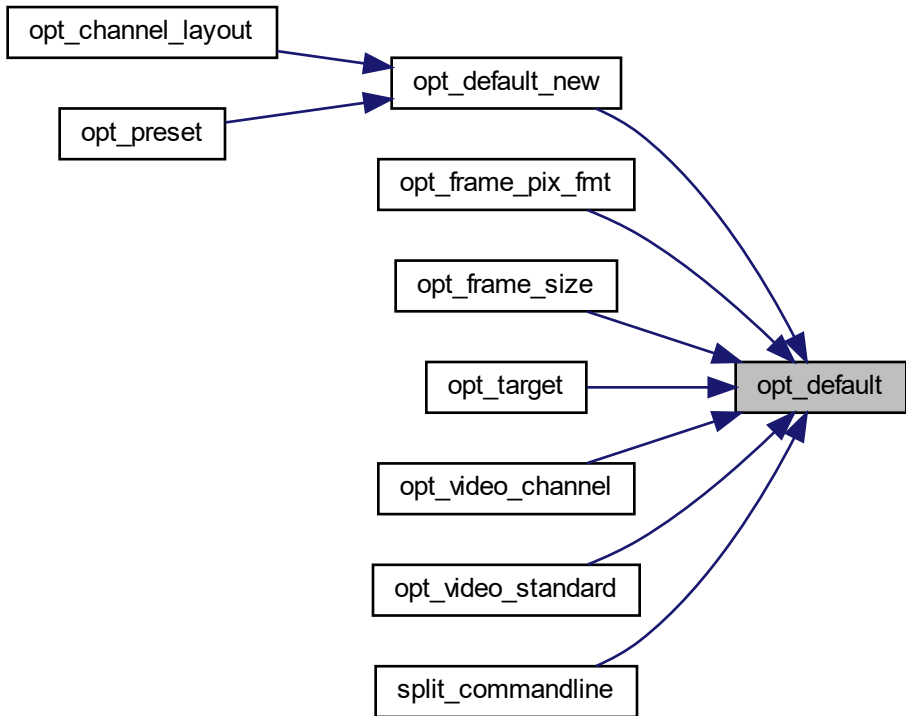 opt_channel_layout
opt_default_new
opt_preset
opt_frame_pix_fmt
opt_frame_size
opt_target
opt_default
opt_video_channel
opt_video_standard
split_commandline